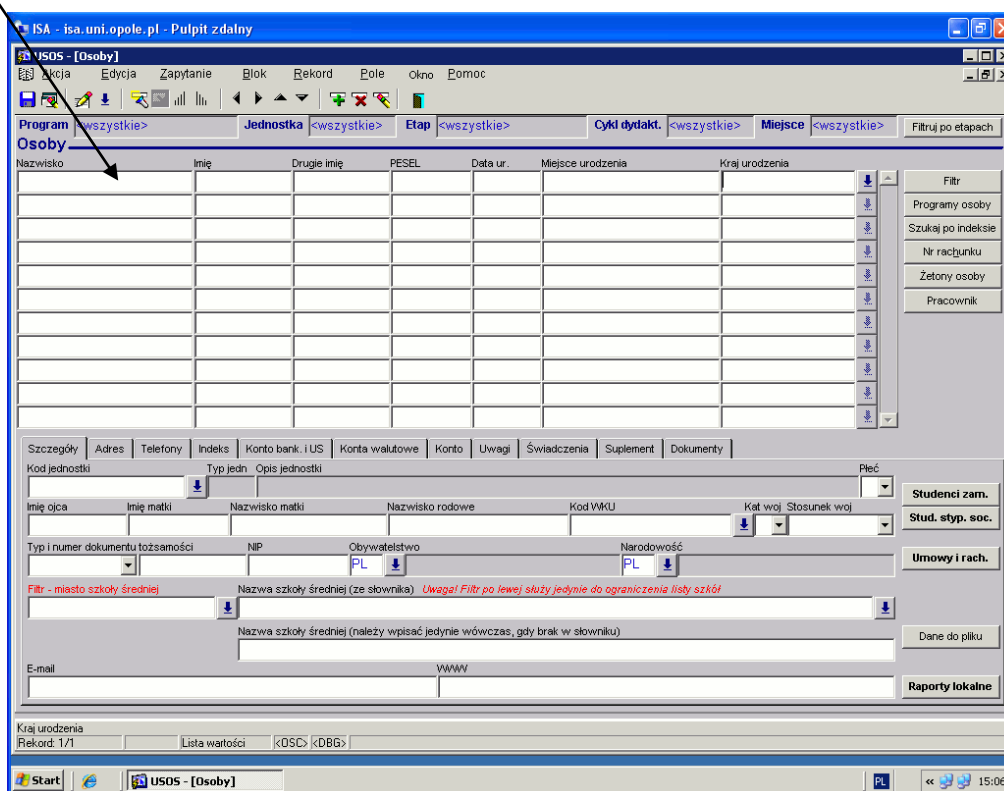 ISA - isa.uni.opole.pl - Pulpit zdalny
USOS - [Osoby]
Akcja Edycja Zapytanie Blok Rekord Pole Okno Pomoc
Program <wszystkie> Jednostka <wszystkie> Etap <wszystkie> Cykl dydakt. <wszystkie> Miejsce <wszystkie> Filtruj po etapach
Osoby
Nazwisko Imię Drugie imię PESEL Data ur. Miejsce urodzenia Kraj urodzenia
Filtr
Programy osoby
Szukaj po indeksie
Nr rachunku
Żetony osoby
Pracownik
Szczegóły Adres Telefony Indeks Konto bank. i US Konta walutowe Konto Uwagi Świadczenia Suplement Dokumenty
Kod jednostki Typ jedn Opis jednostki Płeć
Studenci zam.
Imię ojca Imię matki Nazwisko matki Nazwisko rodowe Kod WKU Kat woj Stosunek woj
Stud. styp. soc.
Typ i numer dokumentu tożsamości NIP Obywatelstwo Narodowość
PL PL
Umowy i rach.
Filtr - miasto szkoły średniej Nazwa szkoły średniej (ze słownika) Uwaga! Filtr po lewej służy jedynie do ograniczenia listy szkół
Nazwa szkoły średniej (należy wpisać jedynie wówczas, gdy brak w słowniku)
Dane do pliku
E-mail WWW
Raporty lokalne
Kraj urodzenia
Rekord: 1/1 Lista wartości <OSC> <DBG>
Start USOS - [Osoby] PL « 15:06